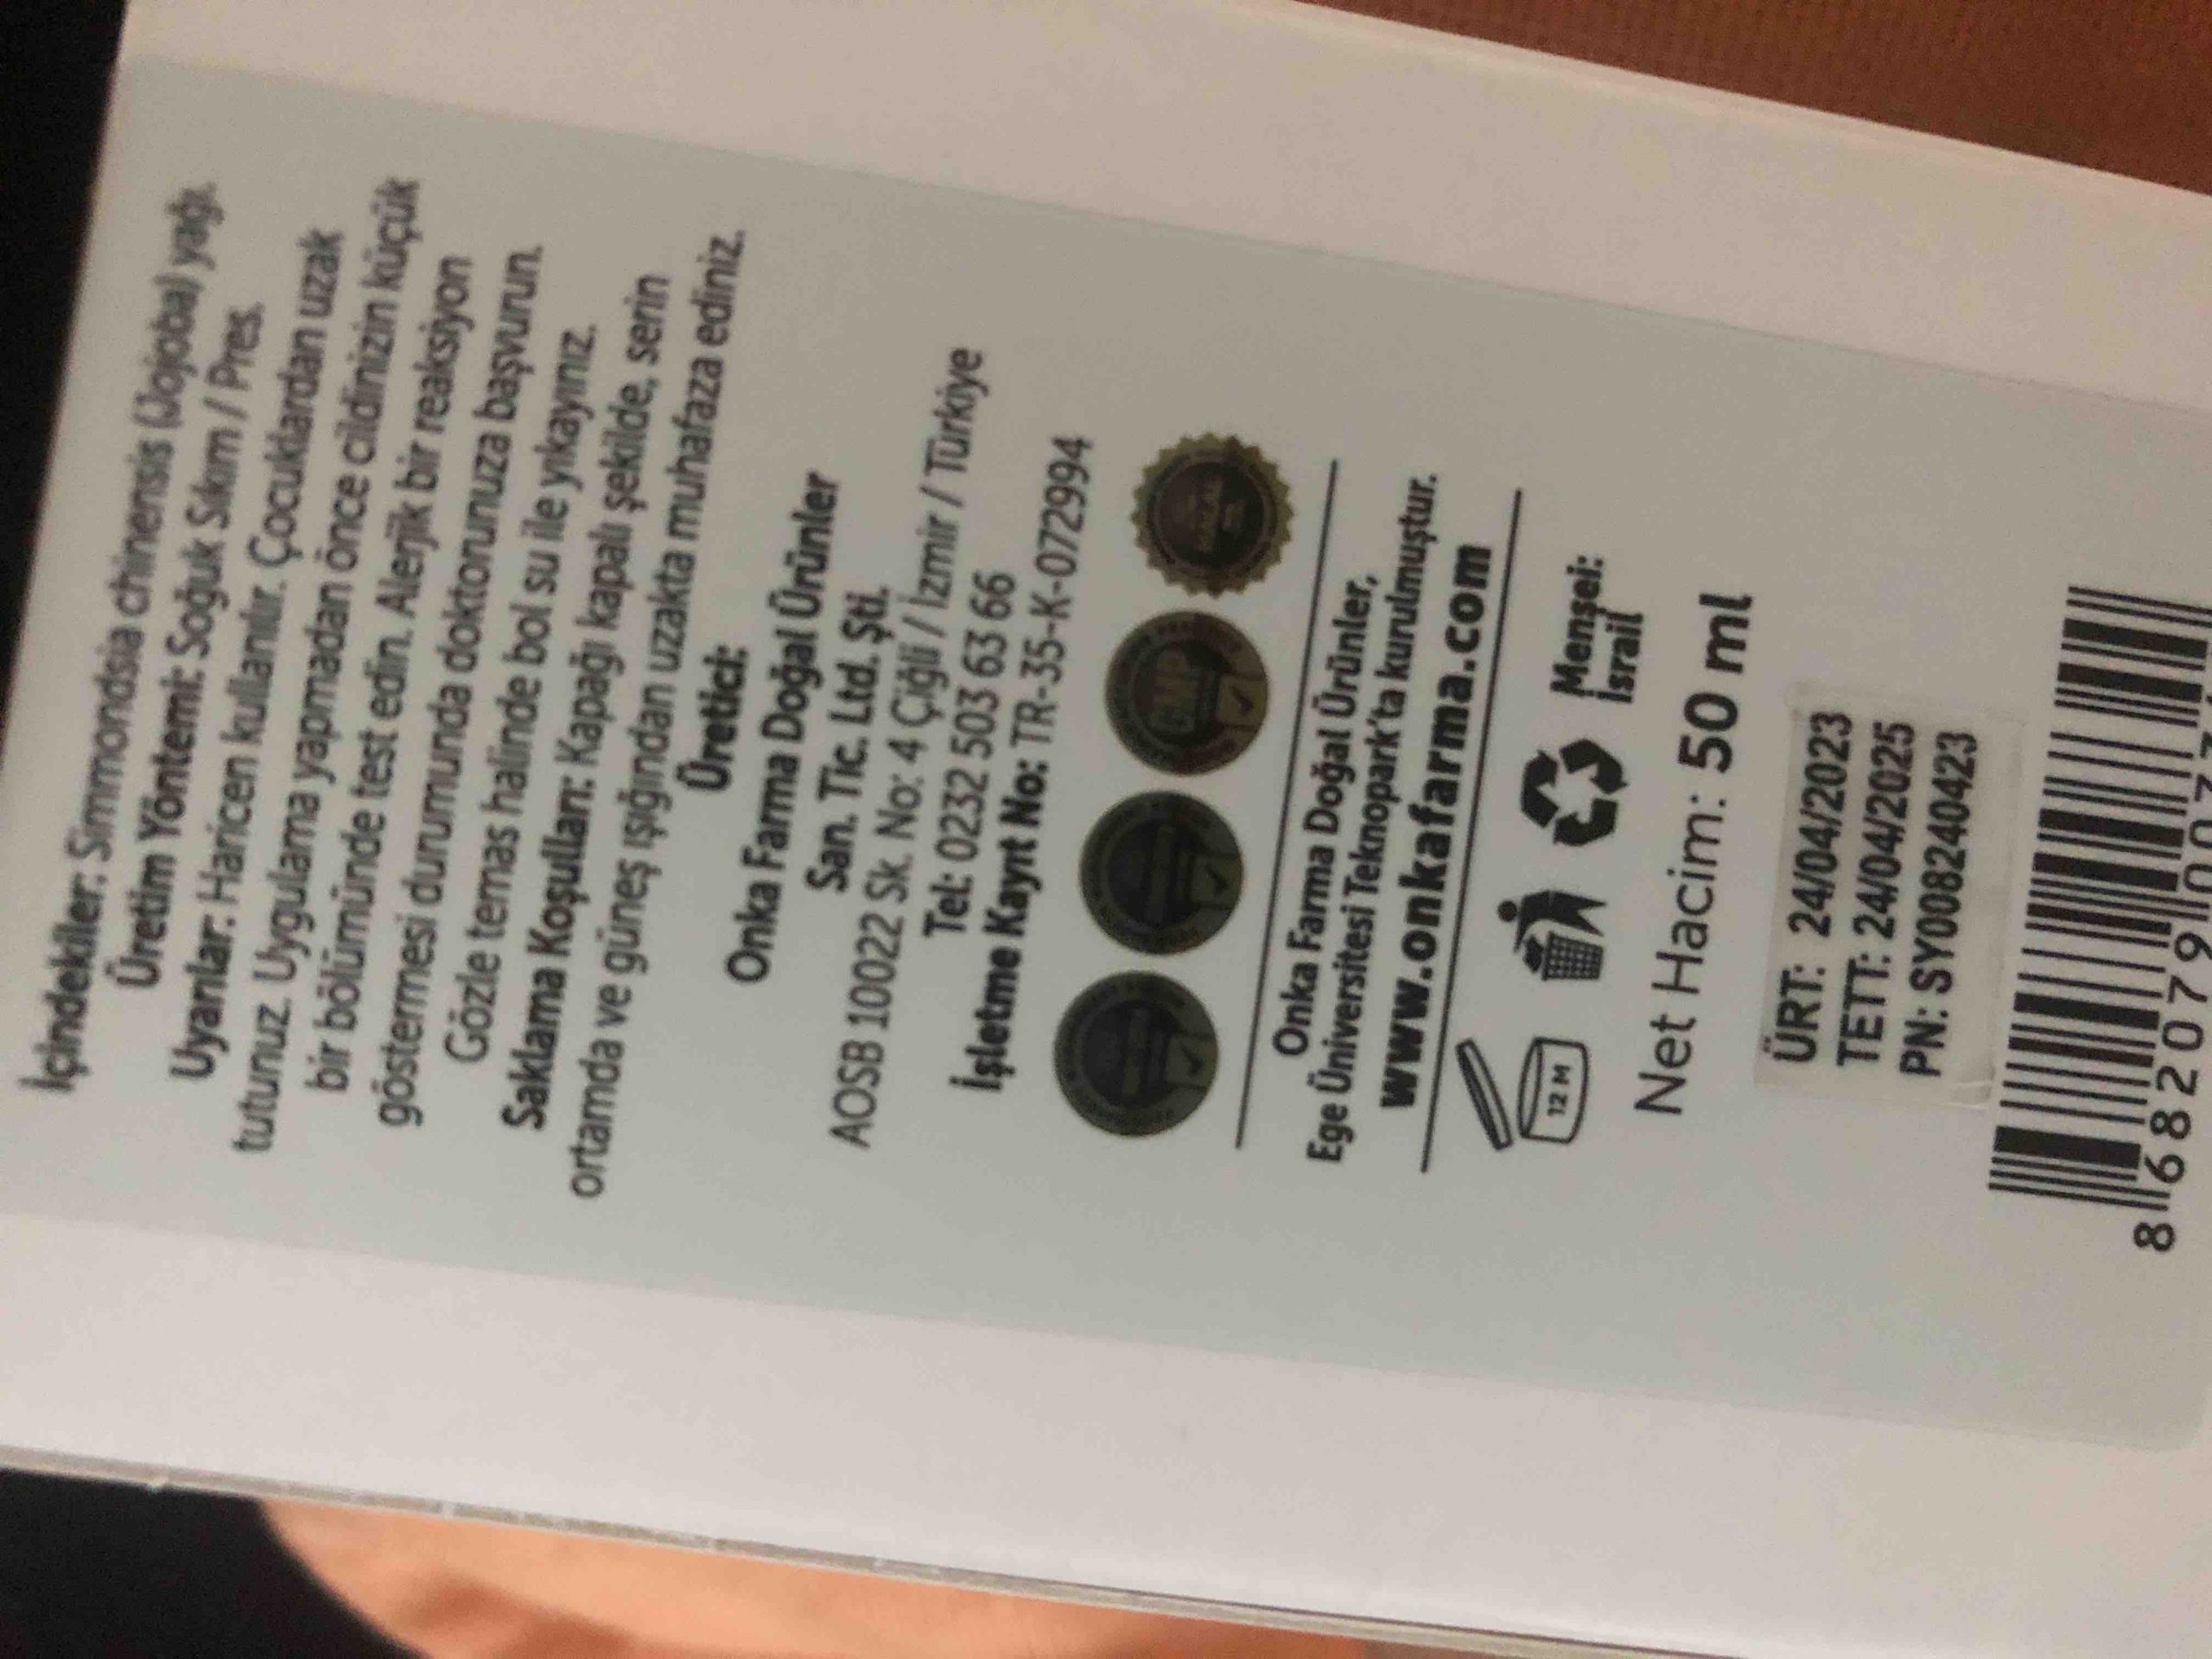 İçindekiler: Simmondsia chinensis (Jojoba) yağı.
Üretim Yöntemi: Soğuk Sıkım / Pres.
Uyarılar: Haricen kullanılır. Çocuklardan uzak
tutunuz. Uygulama yapmadan önce cildinizin küçük
bir bölümünde test edin. Alerjik bir reaksiyon
göstermesi durumunda doktorunuza başvurun.
Gözle temas halinde bol su ile yıkayınız.
Saklama Koşulları: Kapağı kapalı şekilde, serin
ortamda ve güneş ışığından uzakta muhafaza ediniz.
Üretici:
Onka Farma Doğal Ürünler
San. Tic. Ltd. Şti.
AOSB 10022 Sk. No: 4 Çiğli / İzmir / Türkiye
Tel: 0232 503 63 66
İşletme Kayıt No: TR-35-K-072994
GMP
Onka Farma Doğal Ürünler,
Ege Üniversitesi Teknopark'ta kurulmuştur.
www.onkafarma.com
12 M
Menşei:
İsrail
Net Hacim: 50 ml
ÜRT: 24/04/2023
TETT: 24/04/2025
PN: SY008240423